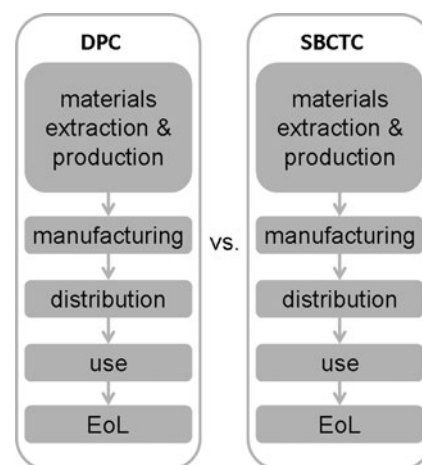 DPC
materials
extraction &
production
manufacturing
distribution
use
EoL
vs.
SBCTC
materials
extraction &
production
manufacturing
distribution
use
EoL